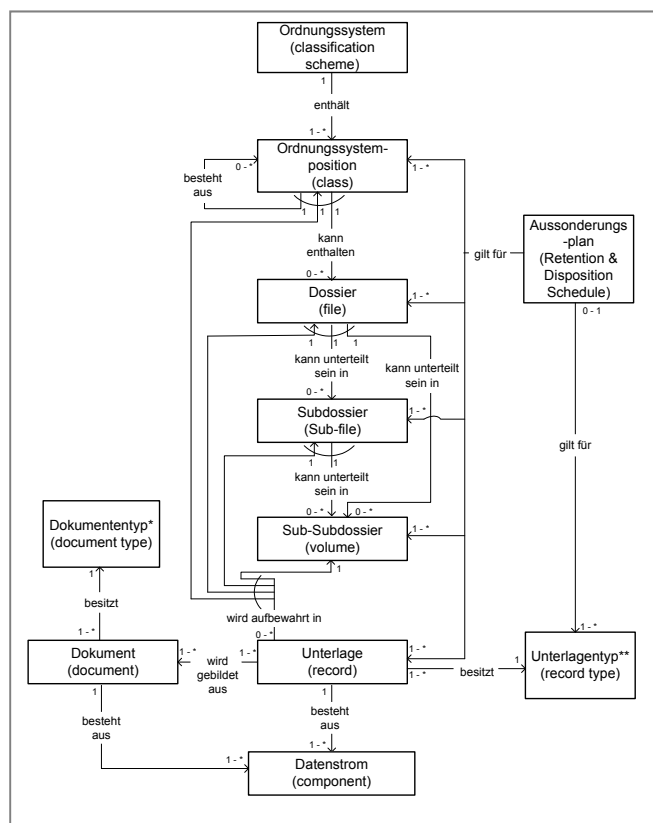 Ordnungssystem
(classification
scheme)
1
enthält
1 - *
Ordnungssystem-
position
(class)
0 - *
1 - *
besteht
aus
1
1
1
kann
enthalten
0 - *
Aussonderungs
-plan
(Retention &
Disposition
Schedule)
0 - 1
gilt für
Dossier
(file)
1 - *
1
1
1
kann unterteilt
sein in
kann unterteilt
sein in
0 - *
Subdossier
(Sub-file)
1 - *
1
1
kann unterteilt
sein in
gilt für
0 - *
0 - *
Sub-Subdossier
(volume)
1 - *
1
Dokumententyp*
(document type)
1
besitzt
1 - *
wird aufbewahrt in
0 - *
Dokument
(document)
1 - *
wird
gebildet
aus
1 - *
Unterlage
(record)
1 - *
1 - *
besitzt
1
1 - *
Unterlagentyp**
(record type)
1
besteht
aus
1 - *
1
besteht
aus
1 - *
Datenstrom
(component)